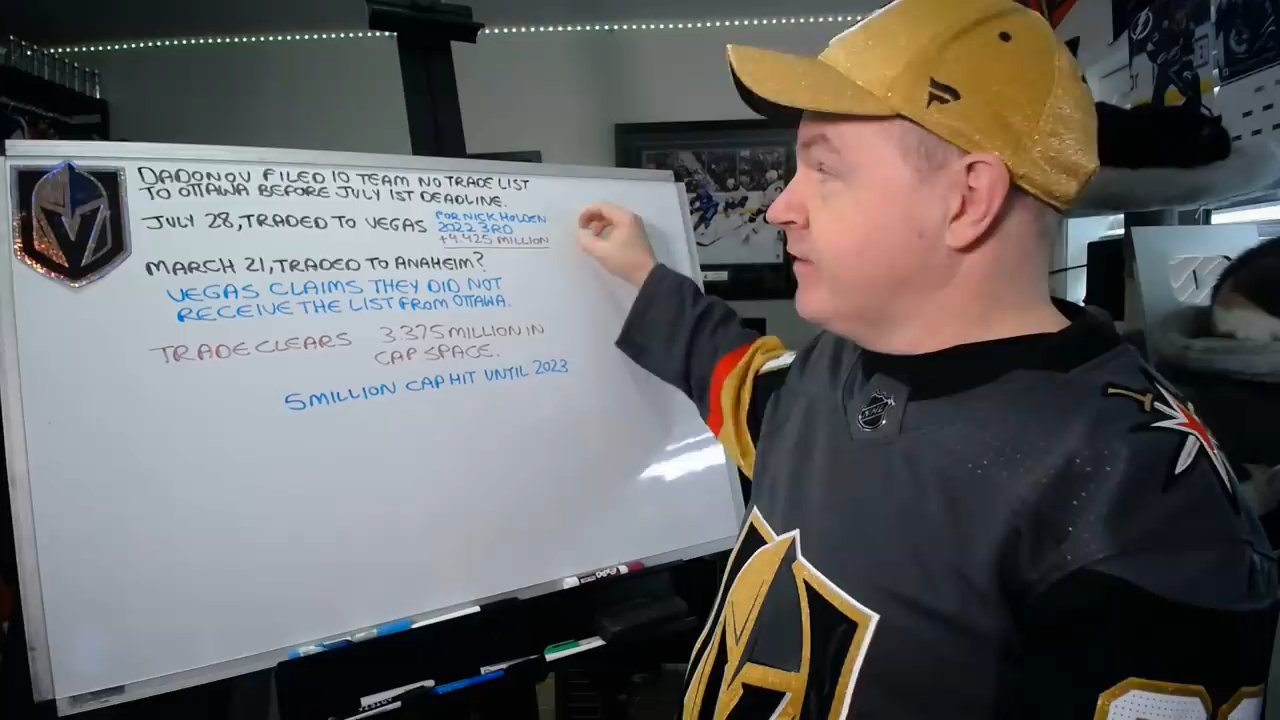 DADONOV FILED 10 TEAM NO TRADE LIST
TO OTTAWA BEFORE JULY 1ST DEADLINE.
JULY 28, TRADED TO VEGAS
FOR NICK HOLDEN
2022 3RD
+4.425 MILLION
MARCH 21, TRADED TO ANAHEIM?
VEGAS CLAIMS THEY DID NOT
RECEIVE THE LIST FROM OTTAWA.
TRADE CLEARS 3.375 MILLION IN
CAP SPACE.
5 MILLION CAP HIT UNTIL 2023
NHL